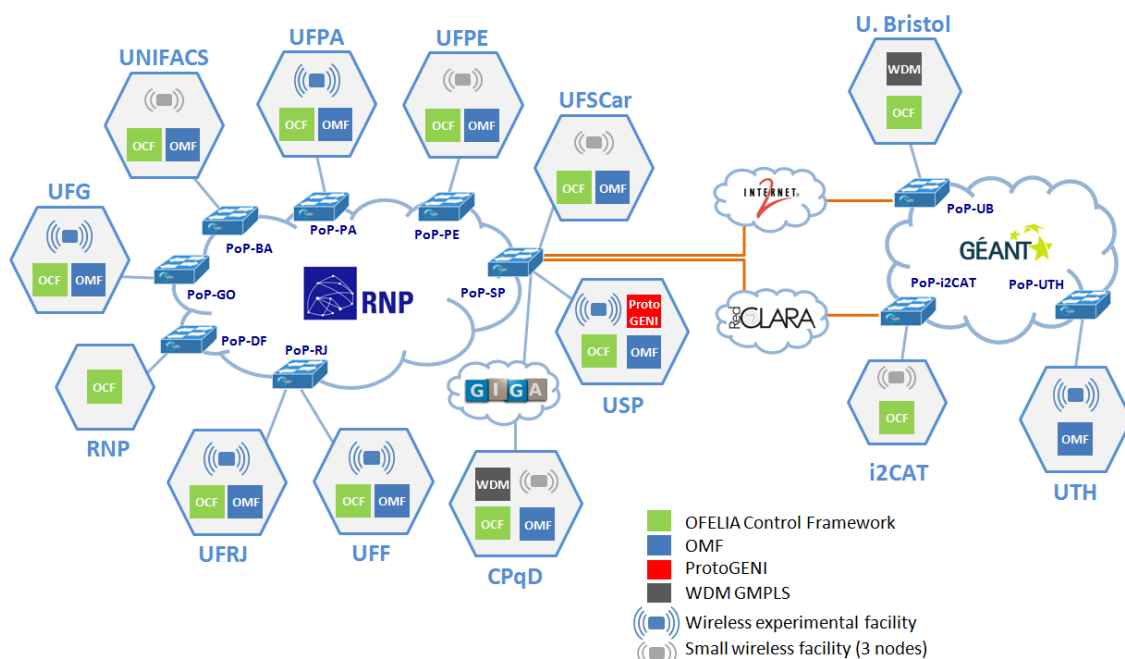 U. Bristol
WDM
OCF
UFPA
UFPE
UNIFACS
OCF OMF
OCF OMF
OCF OMF
UFSCar
OCF OMF
UFG
OCF OMF
PoP-BA
PoP-PA
PoP-PE
PoP-GO
PoP-SP
PoP-DF
PoP-RJ
RNP
INTERNET
2
Red CLARA
PoP-UB
GÉANT
PoP-i2CAT
PoP-UTH
Proto
GENI
OCF OMF
USP
OCF
RNP
GIGA
OCF OMF
UFRJ
OCF OMF
UFF
WDM
OCF OMF
CPqD
OCF
i2CAT
OMF
UTH
OFELIA Control Framework
OMF
ProtoGENI
WDM GMPLS
Wireless experimental facility
Small wireless facility (3 nodes)